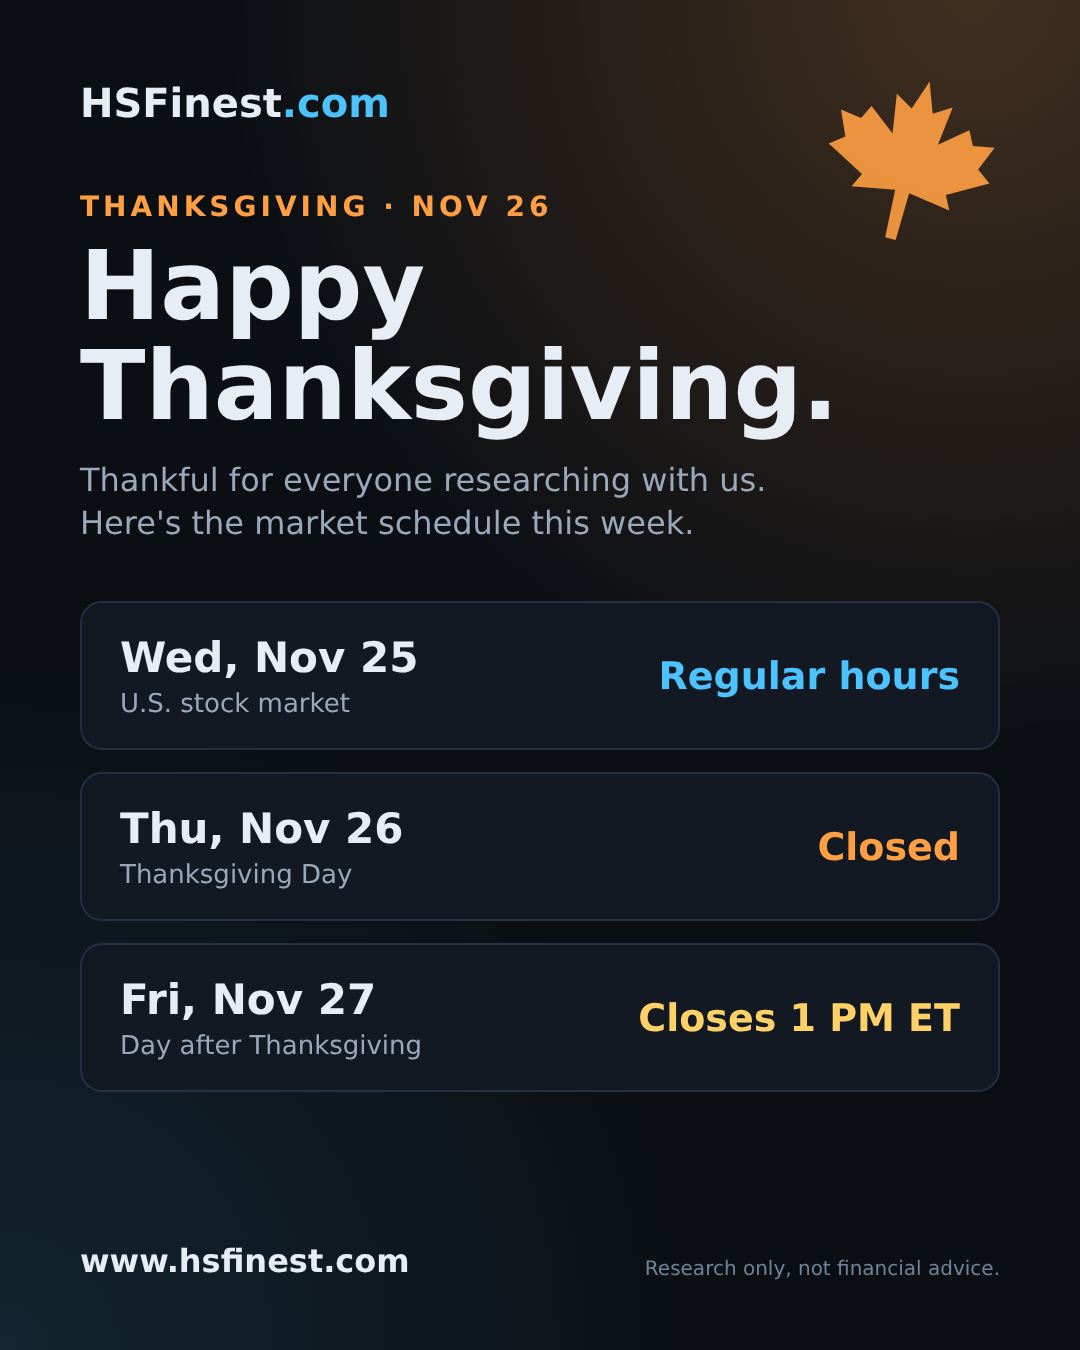 HSFinest.com
THANKSGIVING · NOV 26
Happy
Thanksgiving.
Thankful for everyone researching with us.
Here's the market schedule this week.
Wed, Nov 25
U.S. stock market
Regular hours
Thu, Nov 26
Thanksgiving Day
Closed
Fri, Nov 27
Day after Thanksgiving
Closes 1 PM ET
www.hsfinest.com
Research only, not financial advice.